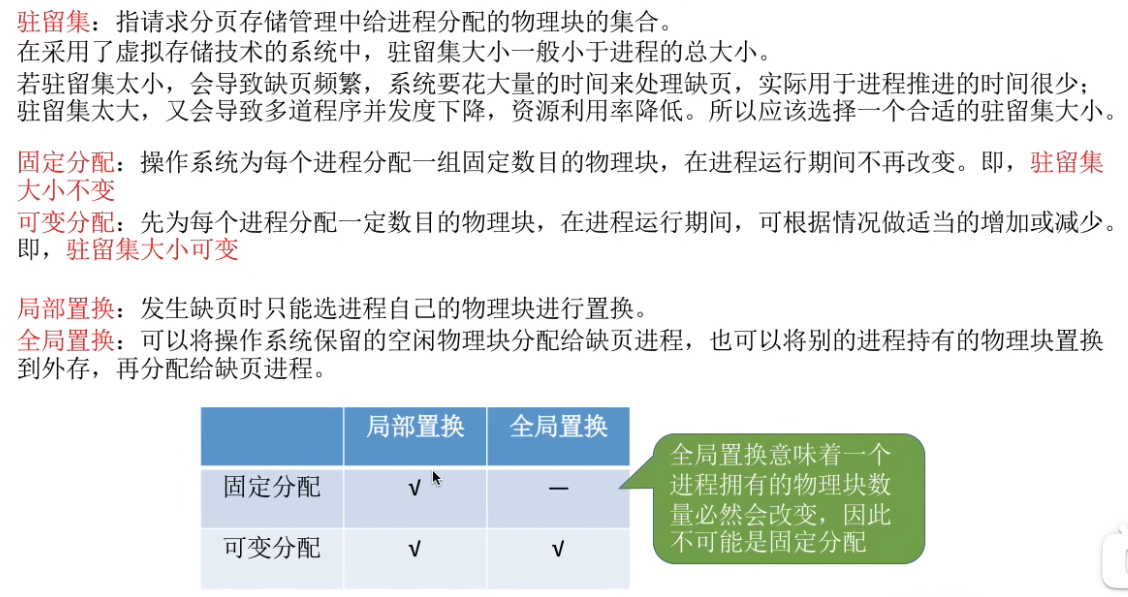 驻留集：指请求分页存储管理中给进程分配的物理块的集合。
在采用了虚拟存储技术的系统中，驻留集大小一般小于进程的总大小。
若驻留集太小，会导致缺页频繁，系统要花大量的时间来处理缺页，实际用于进程推进的时间很少；
驻留集太大，又会导致多道程序并发度下降，资源利用率降低。所以应该选择一个合适的驻留集大小。
固定分配：操作系统为每个进程分配一组固定数目的物理块，在进程运行期间不再改变。即，驻留集
大小不变
可变分配：先为每个进程分配一定数目的物理块，在进程运行期间，可根据情况做适当的增加或减少。
即，驻留集大小可变
局部置换：发生缺页时只能选进程自己的物理块进行置换。
全局置换：可以将操作系统保留的空闲物理块分配给缺页进程，也可以将别的进程持有的物理块置换
到外存，再分配给缺页进程。
局部置换 全局置换
固定分配 √ —
可变分配 √ √
全局置换意味着一个
进程拥有的物理块数
量必然会改变，因此
不可能是固定分配